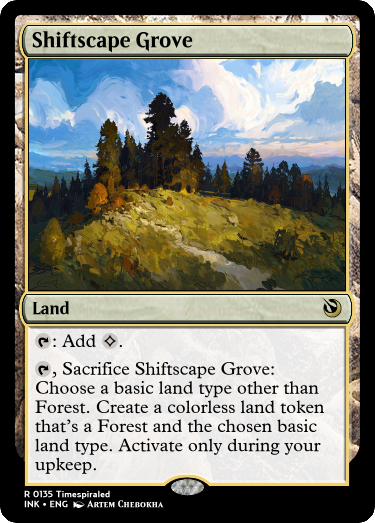 Shiftscape Grove
Land
: Add .
, Sacrifice Shiftscape Grove:
Choose a basic land type other than
Forest. Create a colorless land token
that's a Forest and the chosen basic
land type. Activate only during your
upkeep.
R 0135 Timespiraled
INK • ENG Artem Chebokha